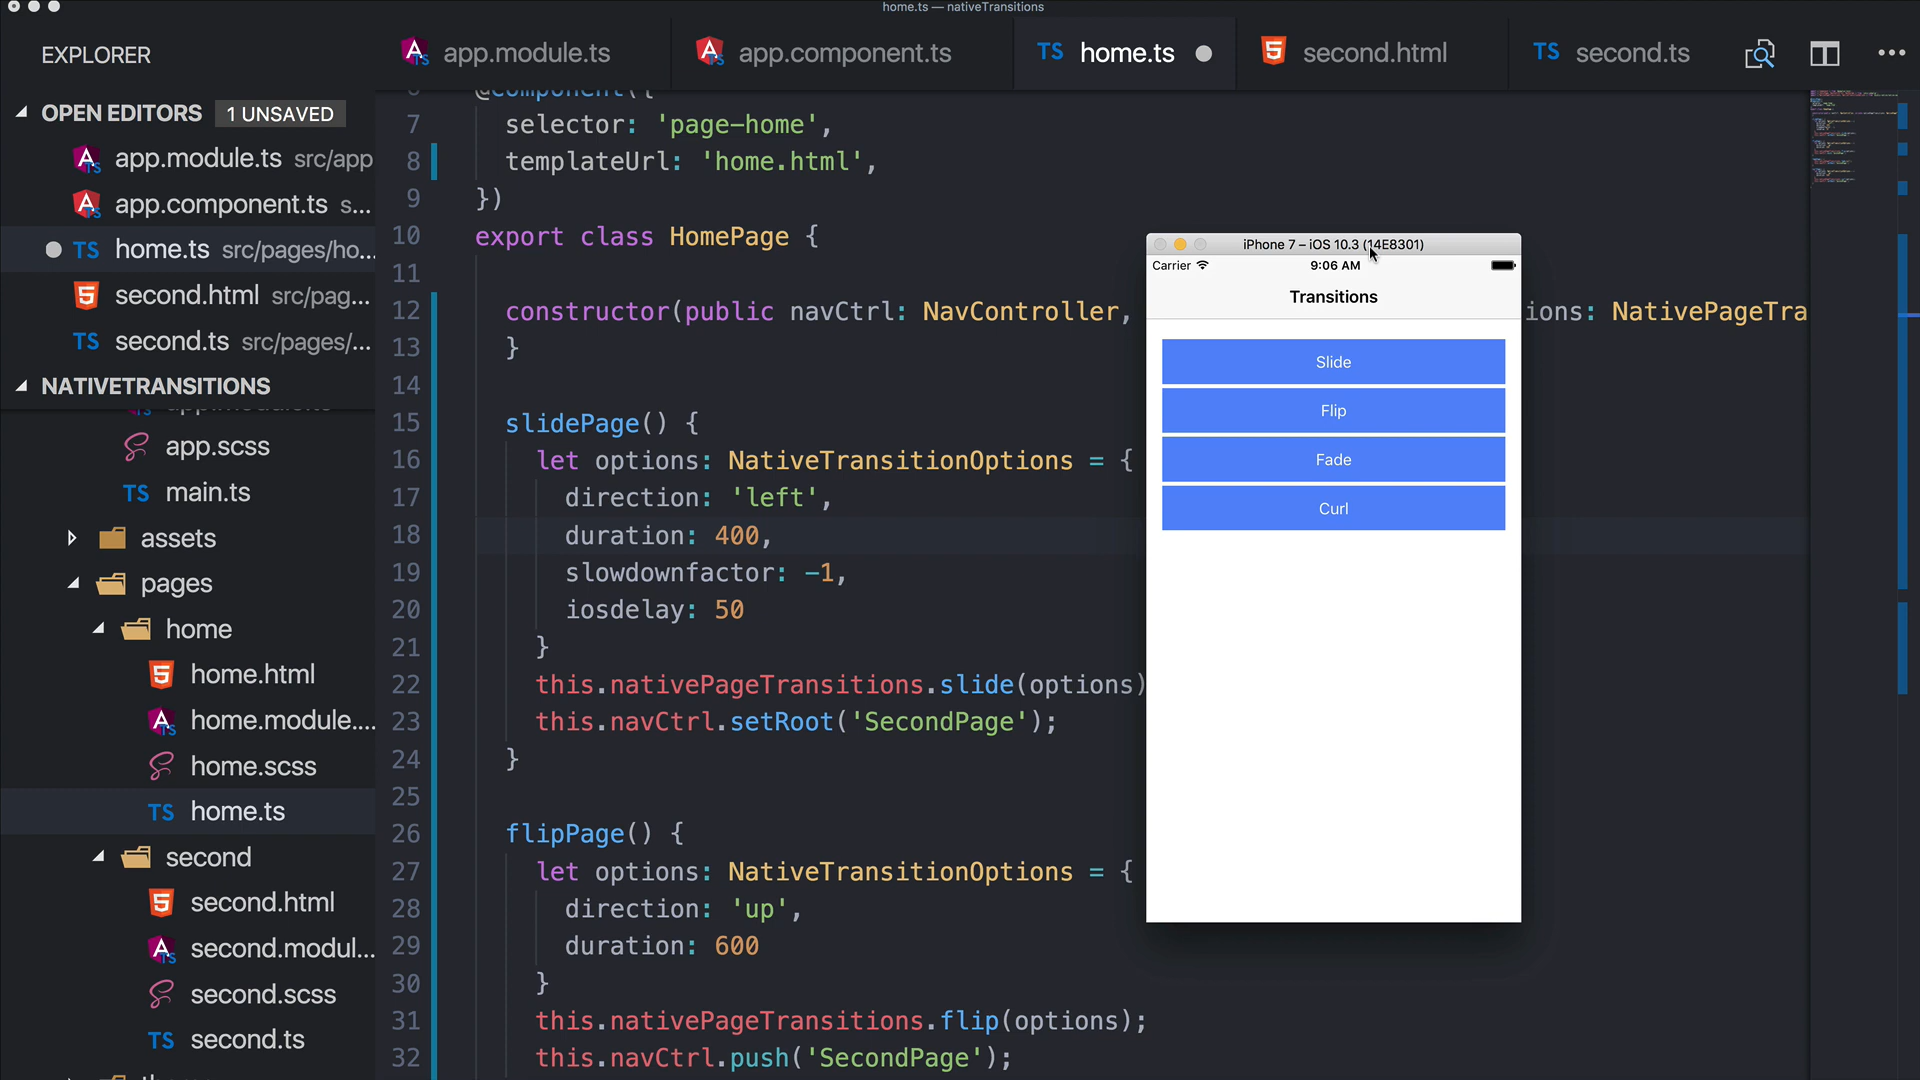 home.ts — nativeTransitions
EXPLORER
app.module.ts
app.component.ts
home.ts
second.html
TS second.ts
OPEN EDITORS 1 UNSAVED
app.module.ts src/app
app.component.ts s...
TS home.ts src/pages/ho...
second.html src/pag...
TS second.ts src/pages/...
NATIVETRANSITIONS
app.scss
TS main.ts
assets
pages
home
home.html
home.module....
home.scss
TS home.ts
second
second.html
second.modul...
second.scss
TS second.ts
@Component({
7 selector: 'page-home',
8 templateUrl: 'home.html',
9 })
10 export class HomePage {
11
12 constructor(public navCtrl: NavController, ions: NativePageTra
13 }
14
15 slidePage() {
16 let options: NativeTransitionOptions = {
17 direction: 'left',
18 duration: 400,
19 slowdownfactor: -1,
20 iosdelay: 50
21 }
22 this.nativePageTransitions.slide(options)
23 this.navCtrl.setRoot('SecondPage');
24 }
25
26 flipPage() {
27 let options: NativeTransitionOptions = {
28 direction: 'up',
29 duration: 600
30 }
31 this.nativePageTransitions.flip(options);
32 this.navCtrl.push('SecondPage');
iPhone 7 – iOS 10.3 (14E8301)
Carrier 9:06 AM
Transitions
Slide
Flip
Fade
Curl